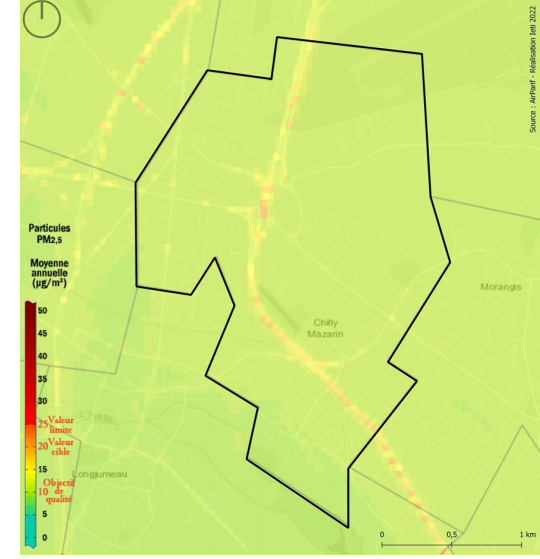 Source : AirParif - Réalisation Ieti 2022
Particules
PM2,5
Moyenne
annuelle
(µg/m³)
50
45
40
35
30
25 Valeur
limite
20 Valeur
cible
15
Objectif
10 de
qualité
5
0
Morangis
Chilly
Mazarin
L'Yvette
Longjumeau
0 0,5 1 km